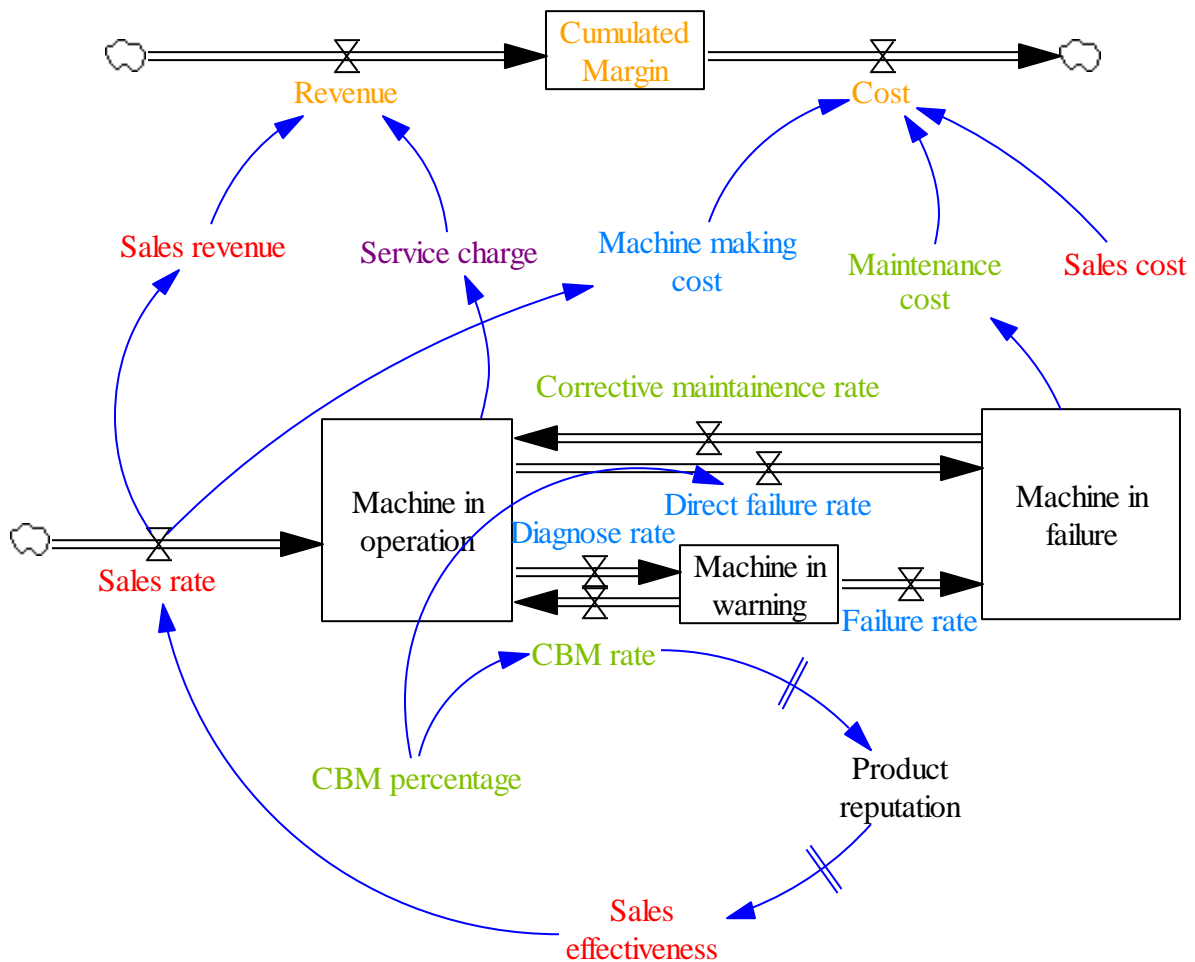 Cumulated
Margin
Revenue
Cost
Sales revenue
Service charge
Machine making
cost
Maintenance
cost
Sales cost
Corrective maintainence rate
Machine in
operation
Direct failure rate
Machine in
failure
Diagnose rate
Machine in
warning
Sales rate
Failure rate
CBM rate
CBM percentage
Product
reputation
Sales
effectiveness